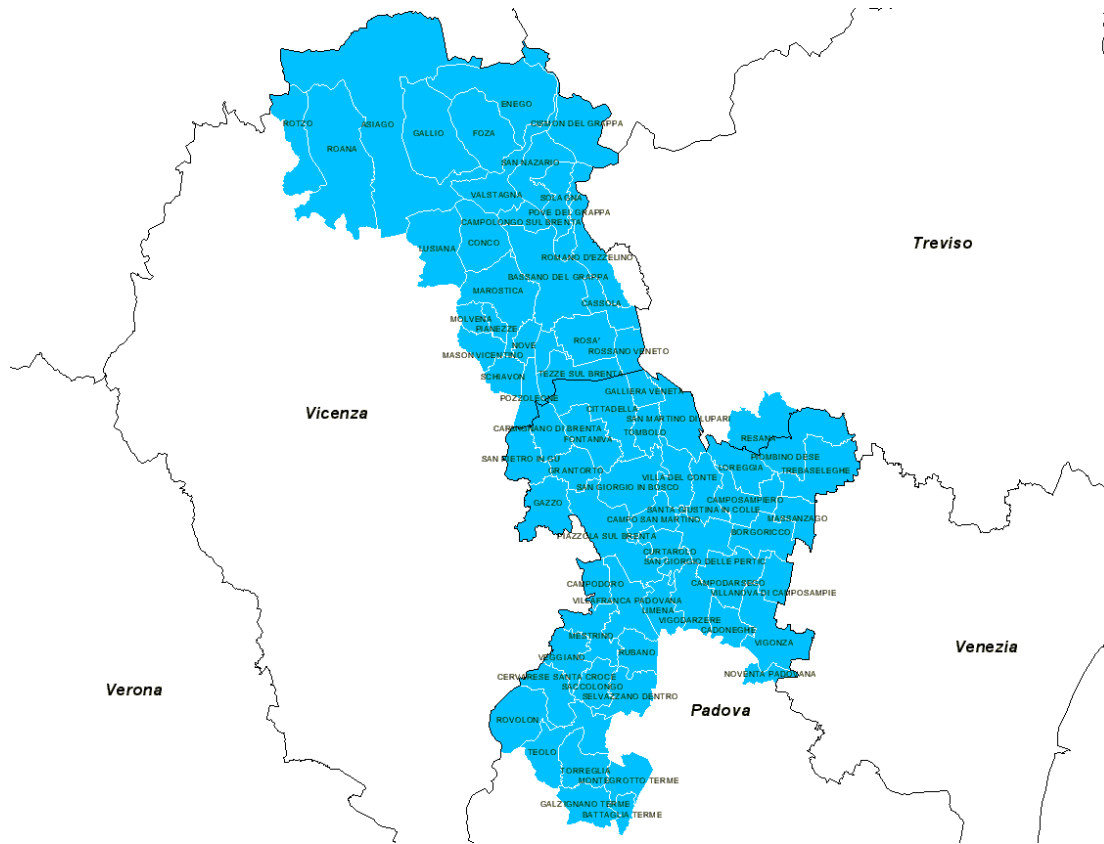 ENEGO
ROTZO
ASIAGO
CISMON DEL GRAPPA
GALLIO
FOZA
ROANA
SAN NAZARIO
VALSTAGNA
SOLAGNA
POVE DEL GRAPPA
CAMPOLONGO SUL BRENTA
CONCO
LUSIANA
Treviso
ROMANO D'EZZELINO
BASSANO DEL GRAPPA
MAROSTICA
CASSOLA
MOLVENA
PIANEZZE
NOVE
ROSA'
MASON VICENTINO
ROSSANO VENETO
SCHIAVON
TEZZE SUL BRENTA
GALLIERA VENETA
POZZOLEONE
CITTADELLA
Vicenza
SAN MARTINO DI LUPARI
CARMIGNANO DI BRENTA
TOMBOLO
FONTANIVA
RESANA
SAN PIETRO IN GU
PIOMBINO DESE
GRANTORTO
LOREGGIA
TREBASELEGHE
VILLA DEL CONTE
SAN GIORGIO IN BOSCO
GAZZO
CAMPOSAMPIERO
SANTA GIUSTINA IN COLLE
CAMPO SAN MARTINO
MASSANZAGO
BORGORICCO
PIAZZOLA SUL BRENTA
CURTAROLO
SAN GIORGIO DELLE PERTIC
CAMPODORO
CAMPODARSEGO
VILLANOVA DI CAMPOSAMPIE
VILLAFRANCA PADOVANA
LIMENA
VIGODARZERE
CADONEGHE
MESTRINO
VIGONZA
Venezia
RUBANO
VEGGIANO
NOVENTA PADOVANA
CERVARESE SANTA CROCE
SACCOLONGO
Verona
SELVAZZANO DENTRO
Padova
ROVOLON
TEOLO
TORREGLIA
MONTEGROTTO TERME
GALZIGNANO TERME
BATTAGLIA TERME